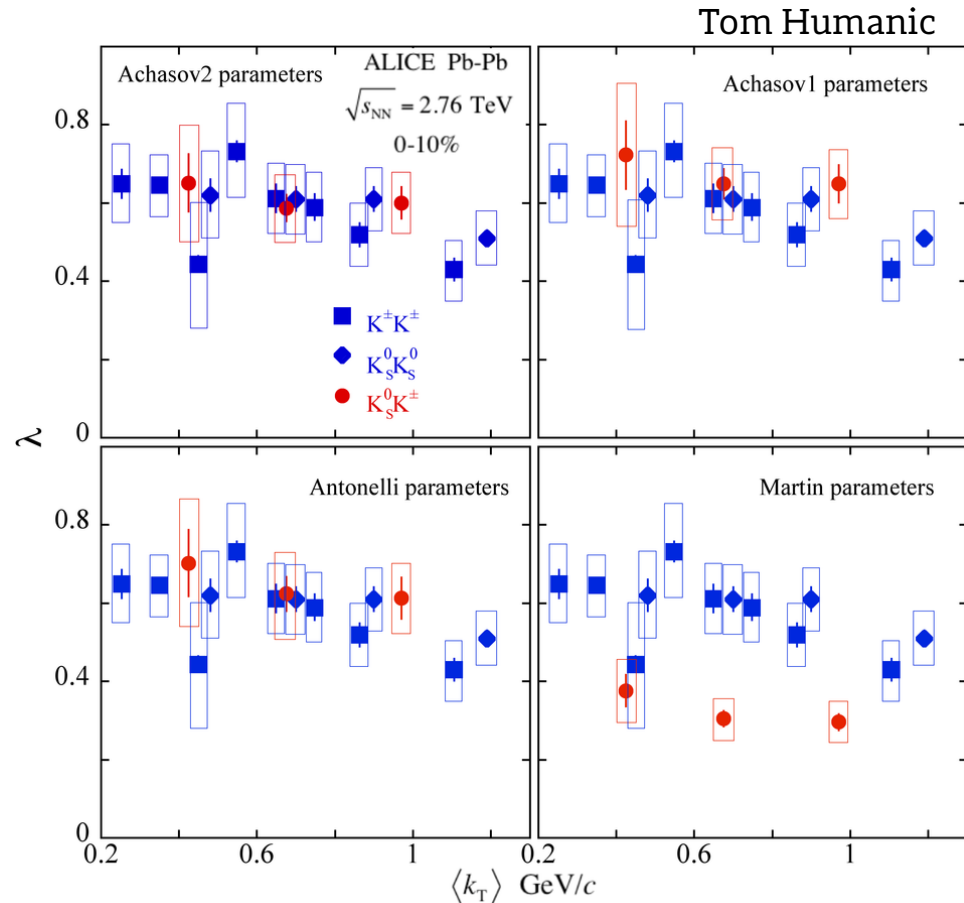 Tom Humanic
Achasov2 parameters
ALICE Pb-Pb
√sNN = 2.76 TeV
0-10%
Achasov1 parameters
0.8
0.4
0
K±K±
K0SK0S
K0SK±
λ
Antonelli parameters
Martin parameters
0.8
0.4
0
0.2 0.6 1 0.2 0.6 1
⟨kT⟩ GeV/c